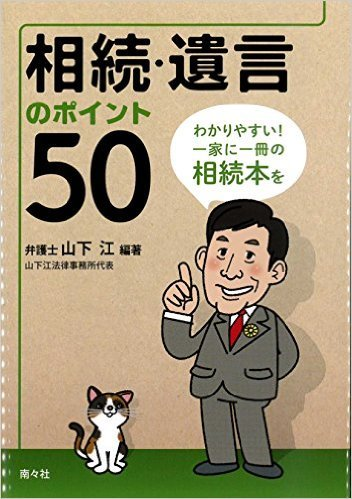 相続・遺言
のポイント
50
わかりやすい!
一家に一冊の
相続本を
弁護士 山下 江 編著
山下江法律事務所代表
南々社